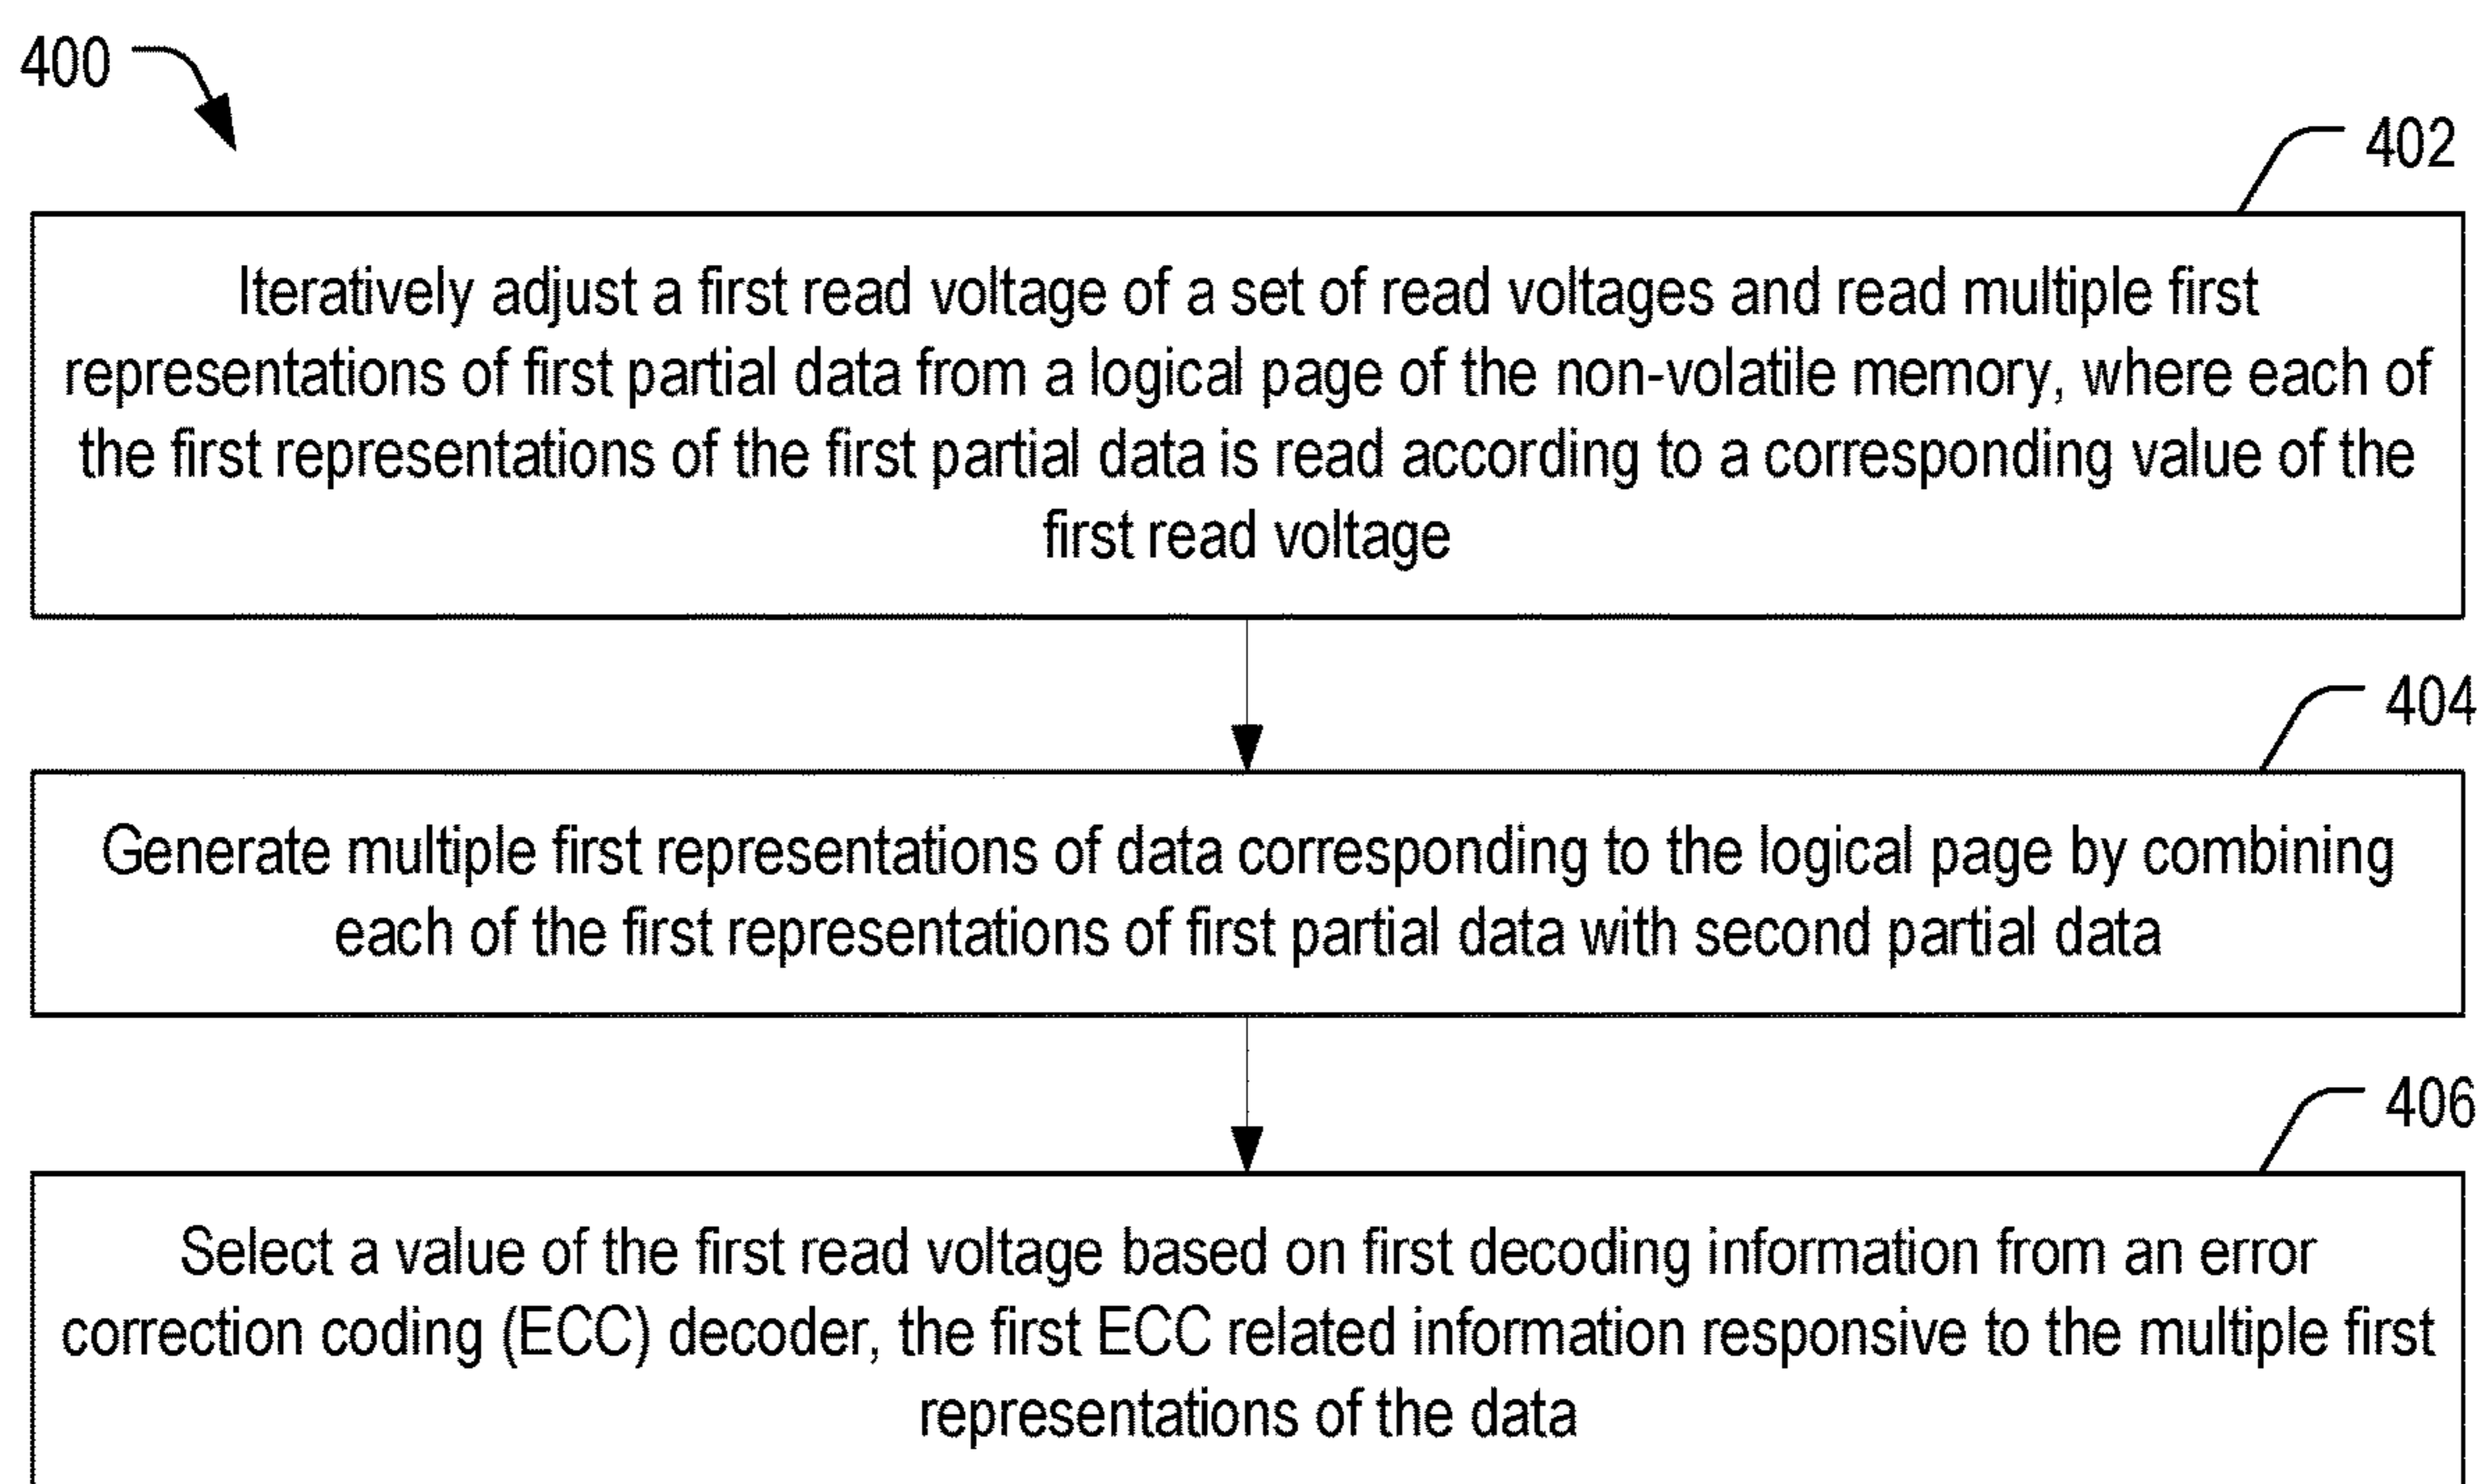 400
402
Iteratively adjust a first read voltage of a set of read voltages and read multiple first
representations of first partial data from a logical page of the non-volatile memory, where each of
the first representations of the first partial data is read according to a corresponding value of the
first read voltage
404
Generate multiple first representations of data corresponding to the logical page by combining
each of the first representations of first partial data with second partial data
406
Select a value of the first read voltage based on first decoding information from an error
correction coding (ECC) decoder, the first ECC related information responsive to the multiple first
representations of the data